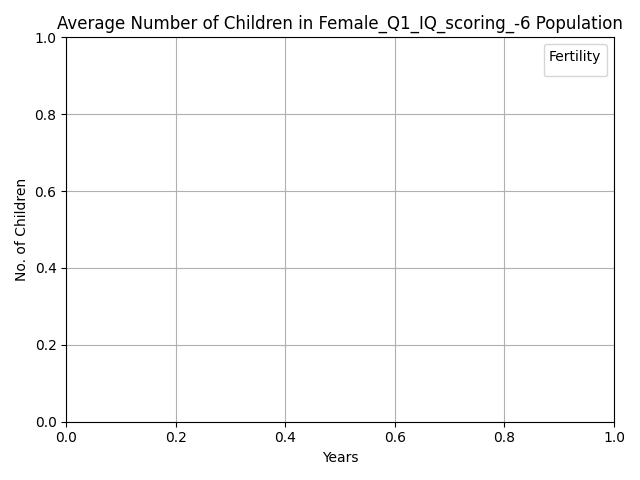 Average Number of Children in Female_Q1_IQ_scoring_-6 Population
Fertility
1.0
0.8
0.6
0.4
0.2
0.0
No. of Children
0.0 0.2 0.4 0.6 0.8 1.0
Years